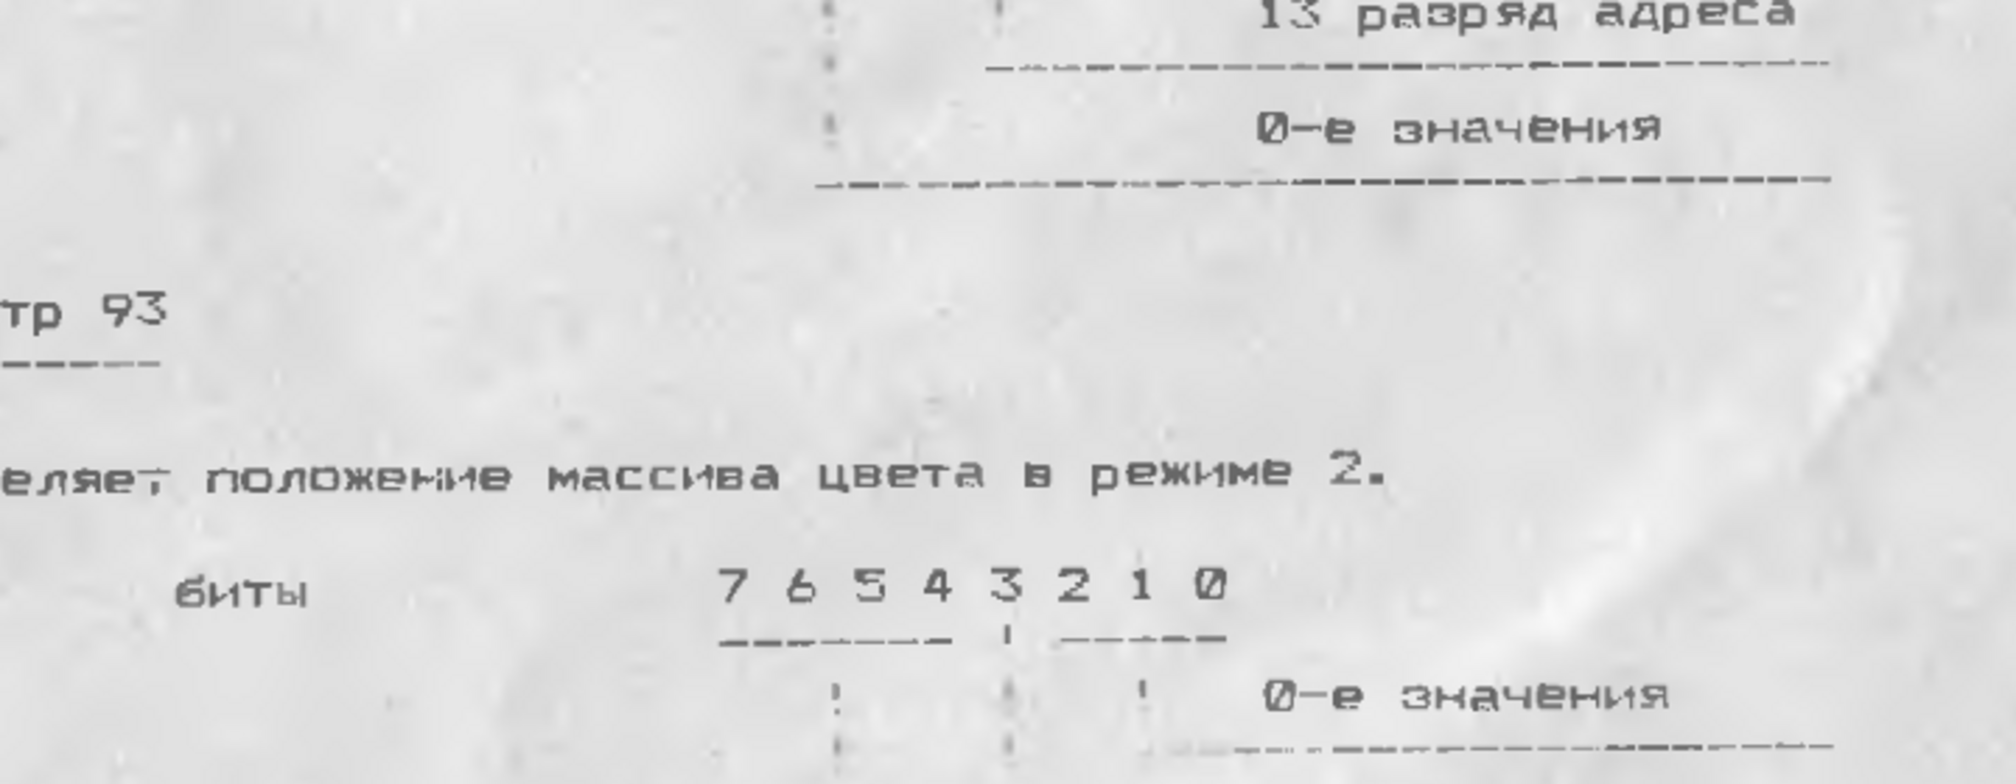 13 разряд адреса
0-е значения
тр 93
еляет положение массива цвета в режиме 2.
биты 7 6 5 4 3 2 1 0
0-е значения